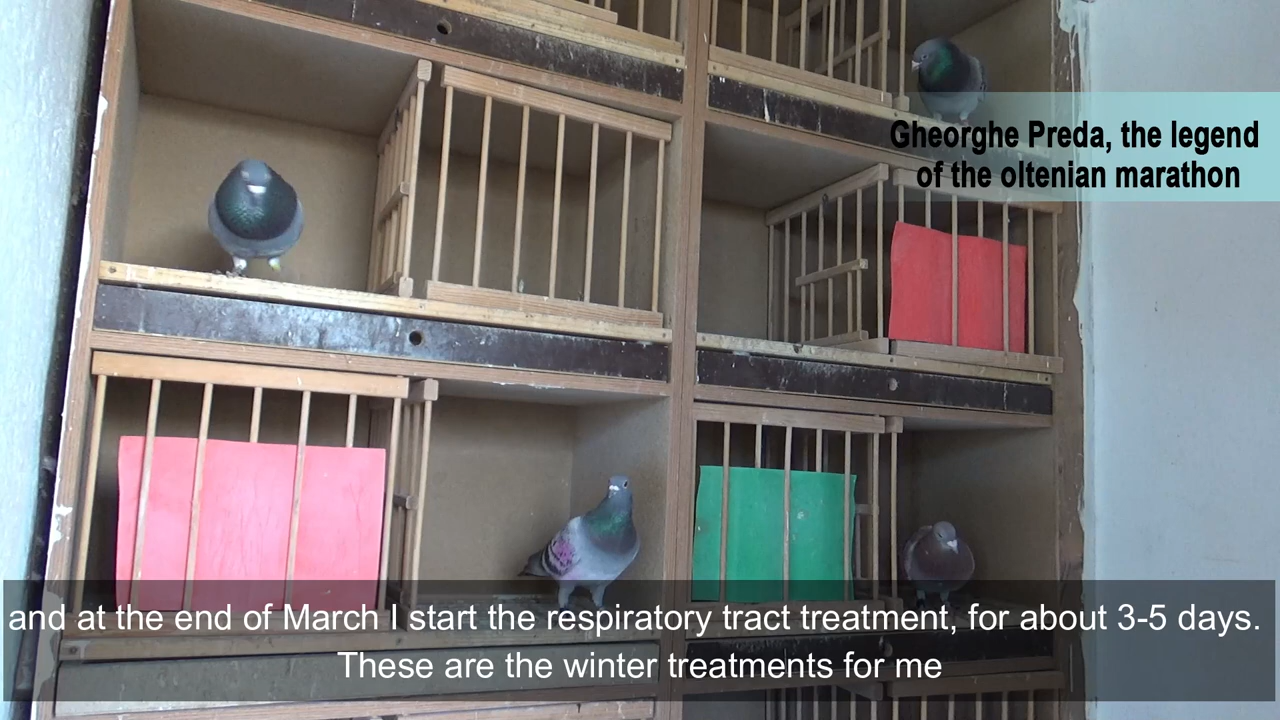 Gheorghe Preda, the legend
of the oltenian marathon
and at the end of March I start the respiratory tract treatment, for about 3-5 days.
These are the winter treatments for me